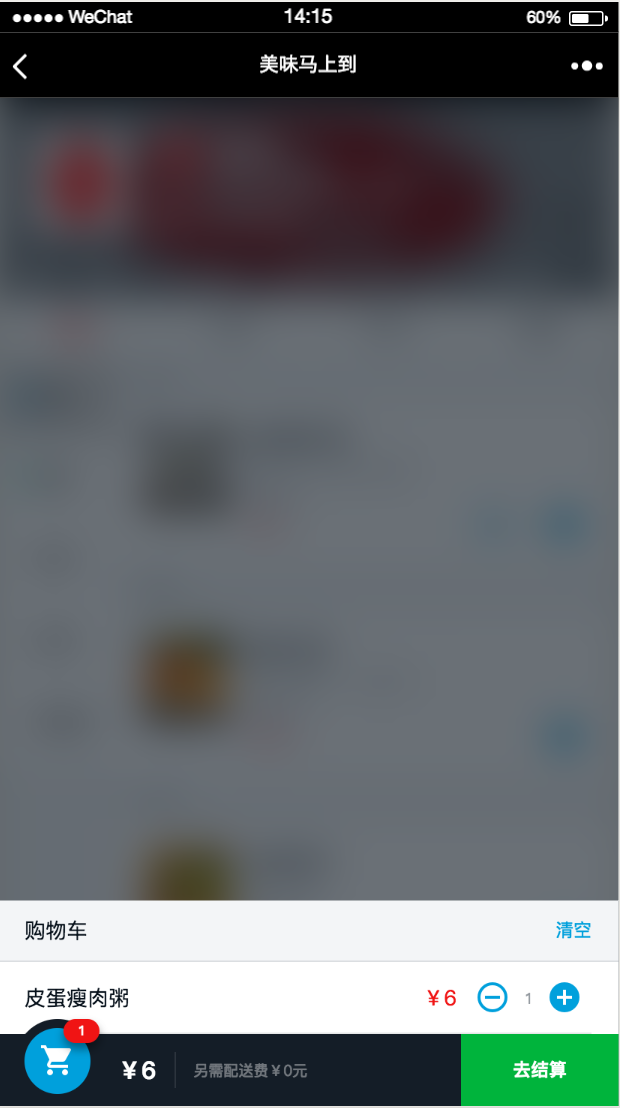 WeChat 14:15 60%
美味马上到
购物车 清空
皮蛋瘦肉粥 ¥6 1
1
¥6 另需配送费¥0元 去结算